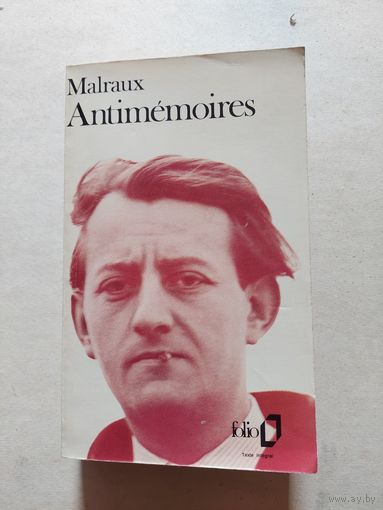 Malraux
Antimémoires
folio
Texte intégral
www.ay.by